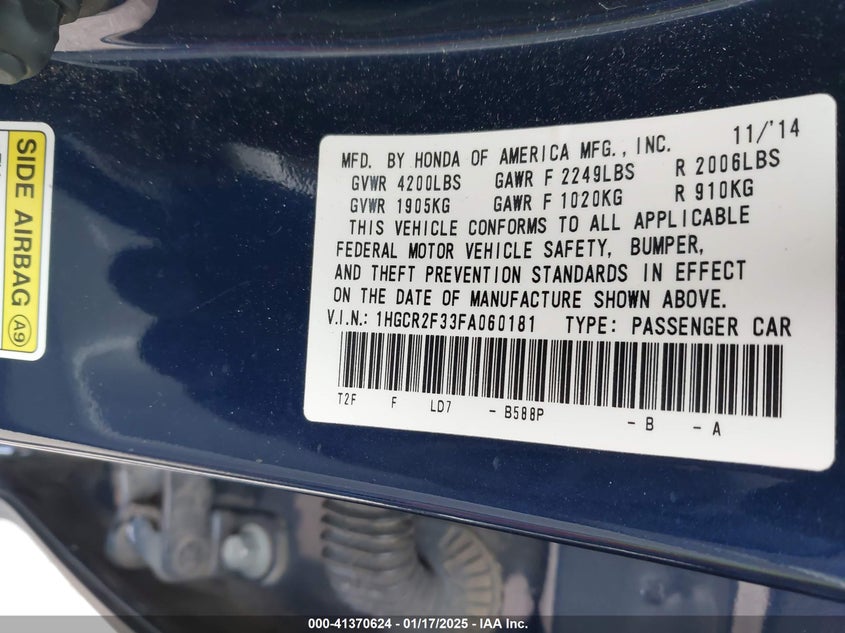 SIDE AIRBAG A9
11/'14
MFD. BY HONDA OF AMERICA MFG., INC.
GVWR 4200LBS GAWR F 2249LBS R 2006LBS
GVWR 1905KG GAWR F 1020KG R 910KG
THIS VEHICLE CONFORMS TO ALL APPLICABLE
FEDERAL MOTOR VEHICLE SAFETY, BUMPER,
AND THEFT PREVENTION STANDARDS IN EFFECT
ON THE DATE OF MANUFACTURE SHOWN ABOVE.
V.I.N.: 1HGCR2F33FA060181 TYPE: PASSENGER CAR
T2F F LD7 - B588P - B - A
000-41370624 - 01/17/2025 - IAA Inc.